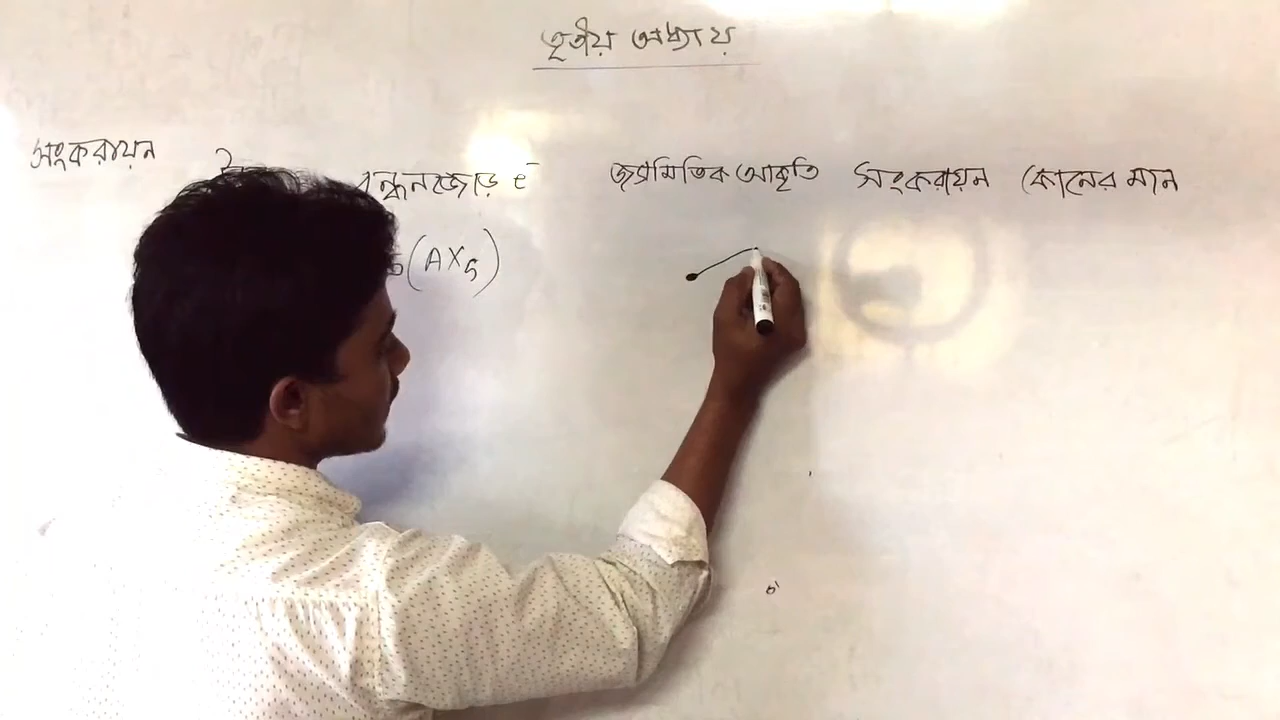 তৃতীয় অধ্যায়
সংকরায়ন বন্ধনজোড় e⁻ জ্যামিতিক আকৃতি সংকরায়ন কোনের মান
(AX₅)